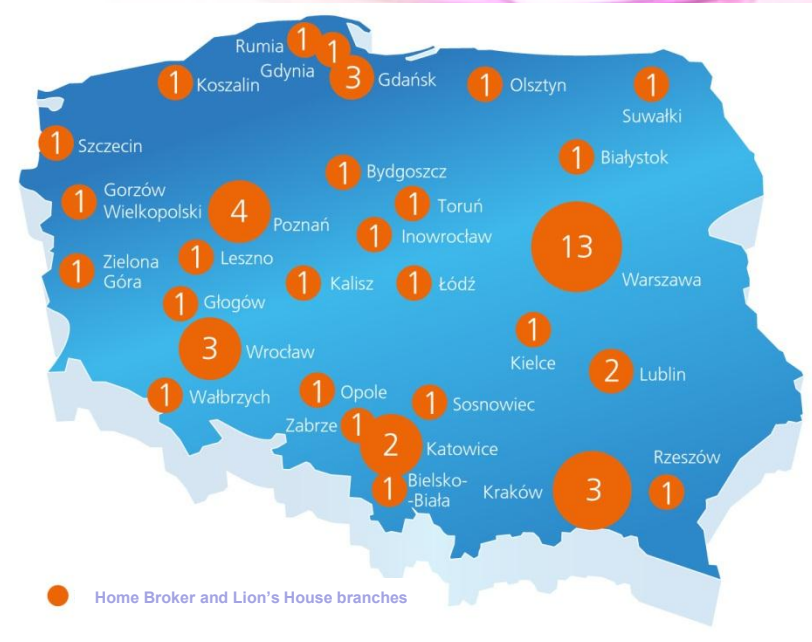 1
Rumia
1
Gdynia
3
Gdańsk
1
Koszalin
1
Olsztyn
1
Suwałki
1
Szczecin
1
Białystok
1
Bydgoszcz
1
Gorzów
Wielkopolski
4
Poznań
1
Toruń
1
Inowrocław
13
Warszawa
1
Zielona
Góra
1
Leszno
1
Kalisz
1
Łódź
1
Głogów
3
Wrocław
1
Kielce
2
Lublin
1
Wałbrzych
1
Opole
1
Sosnowiec
Zabrze
1
2
Katowice
1
Bielsko-
-Biała
Kraków
3
Rzeszów
1
Home Broker and Lion's House branches